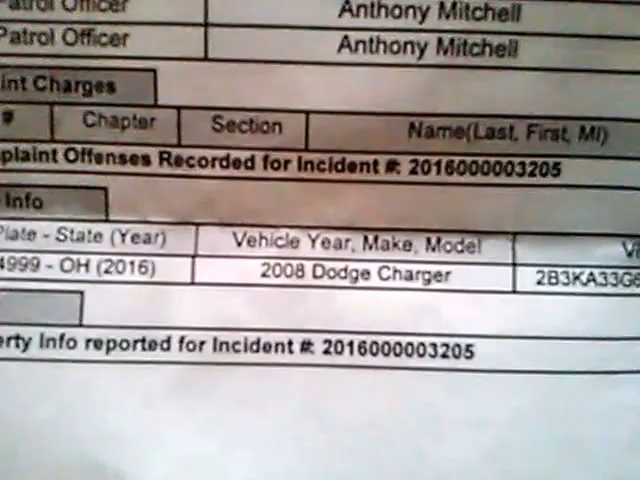 Patrol Officer Anthony Mitchell
Patrol Officer Anthony Mitchell
int Charges
# Chapter Section Name(Last, First, MI)
plaint Offenses Recorded for Incident #: 2016000003205
Info
Plate - State (Year) Vehicle Year, Make, Model VI
4999 - OH (2016) 2008 Dodge Charger 2B3KA33G
erty Info reported for Incident #: 2016000003205